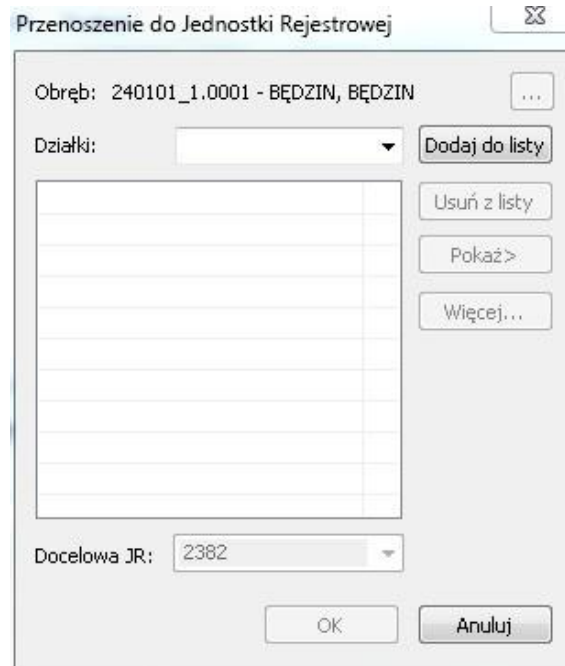 Przenoszenie do Jednostki Rejestrowej
Obręb: 240101_1.0001 - BĘDZIN, BĘDZIN ...
Działki: Dodaj do listy
Usuń z listy
Pokaż>
Więcej...
Docelowa JR: 2382
OK Anuluj